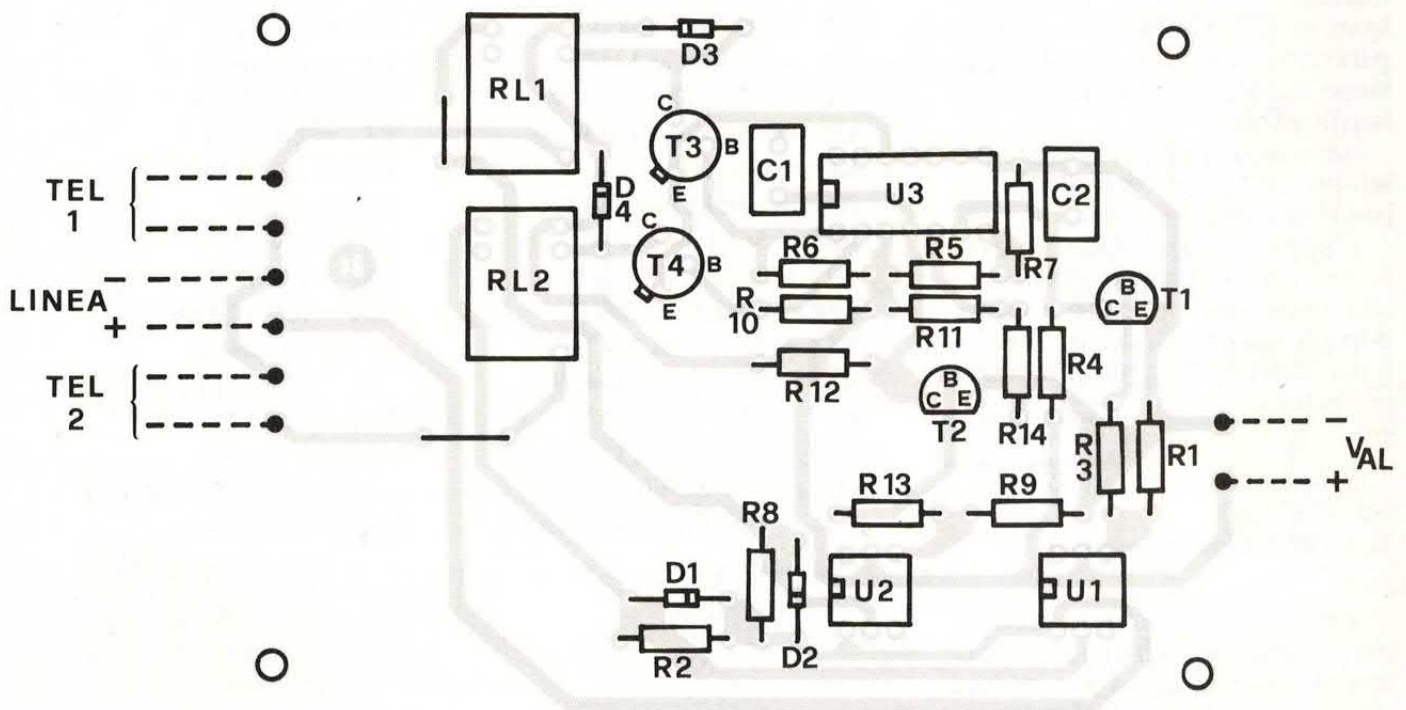 D3
RL1
C
T3
B
E
C1
U3
C2
TEL
1
D
4
C
T4
B
E
R6
R5
R7
RL2
LINEA
-
+
R
10
R11
B
C E
T1
R12
R4
TEL
2
B
C E
T2
R14
R
3
R1
-
VAL
+
R13
R9
R8
D1
U2
U1
R2
D2